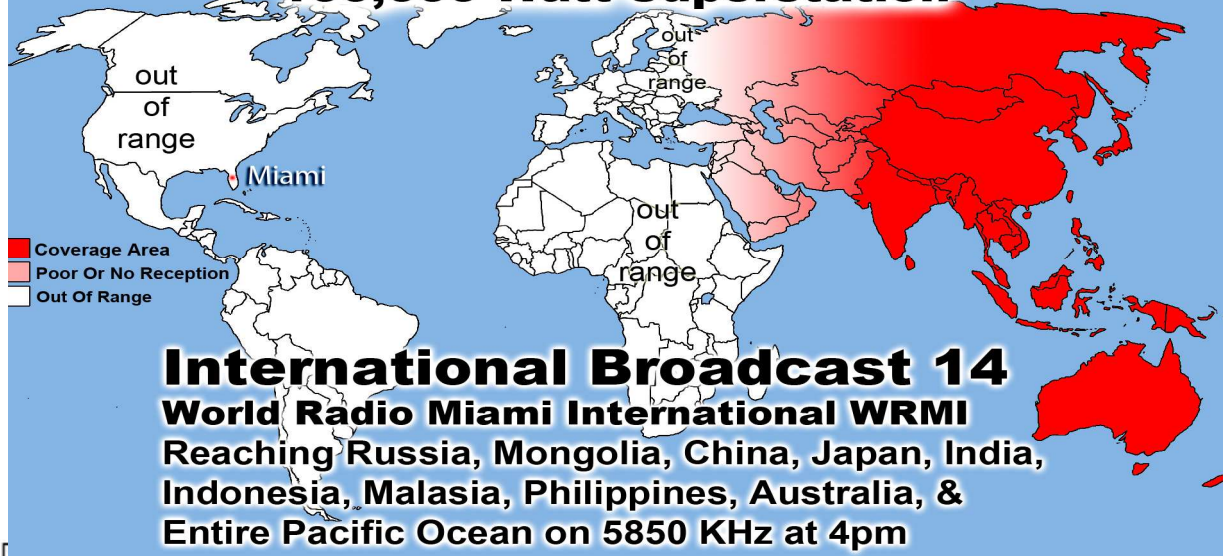 Watt Superstation
out
of
range
out
of
range
Miami
out
of
range
Coverage Area
Poor Or No Reception
Out Of Range
International Broadcast 14
World Radio Miami International WRMI
Reaching Russia, Mongolia, China, Japan, India,
Indonesia, Malasia, Philippines, Australia, &
Entire Pacific Ocean on 5850 KHz at 4pm